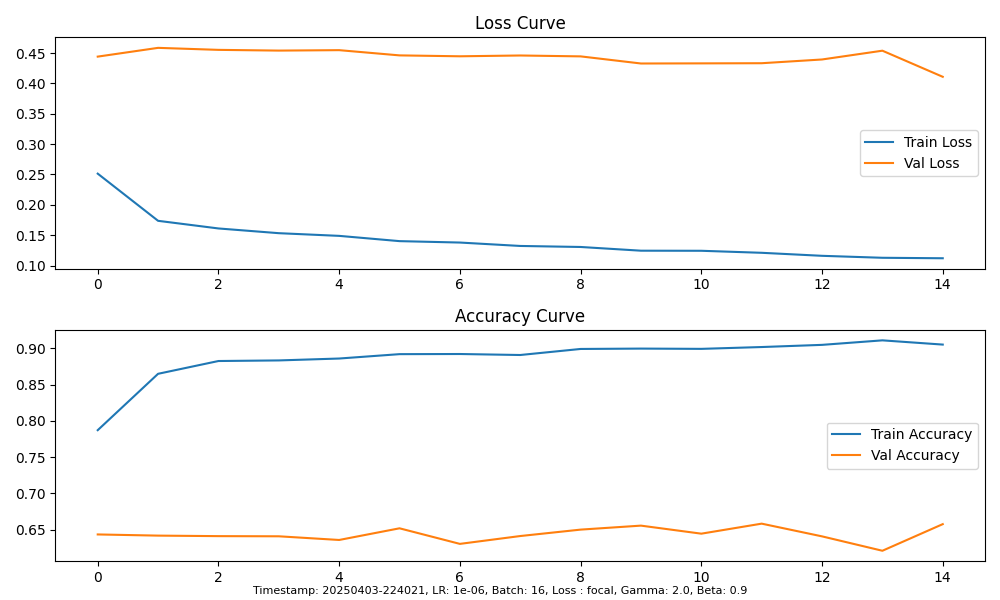 Loss Curve
0.45
0.40
0.35
0.30
0.25
0.20
0.15
0.10
Train Loss
Val Loss
0 2 4 6 8 10 12 14
Accuracy Curve
0.90
0.85
0.80
0.75
0.70
0.65
Train Accuracy
Val Accuracy
0 2 4 6 8 10 12 14
Timestamp: 20250403-224021, LR: 1e-06, Batch: 16, Loss : focal, Gamma: 2.0, Beta: 0.9